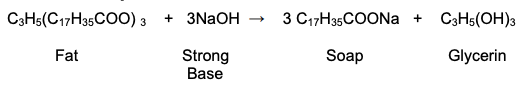 C₃H₅(C₁₇H₃₅COO) ₃ + 3NaOH → 3 C₁₇H₃₅COONa + C₃H₅(OH)₃
Fat Strong Base Soap Glycerin